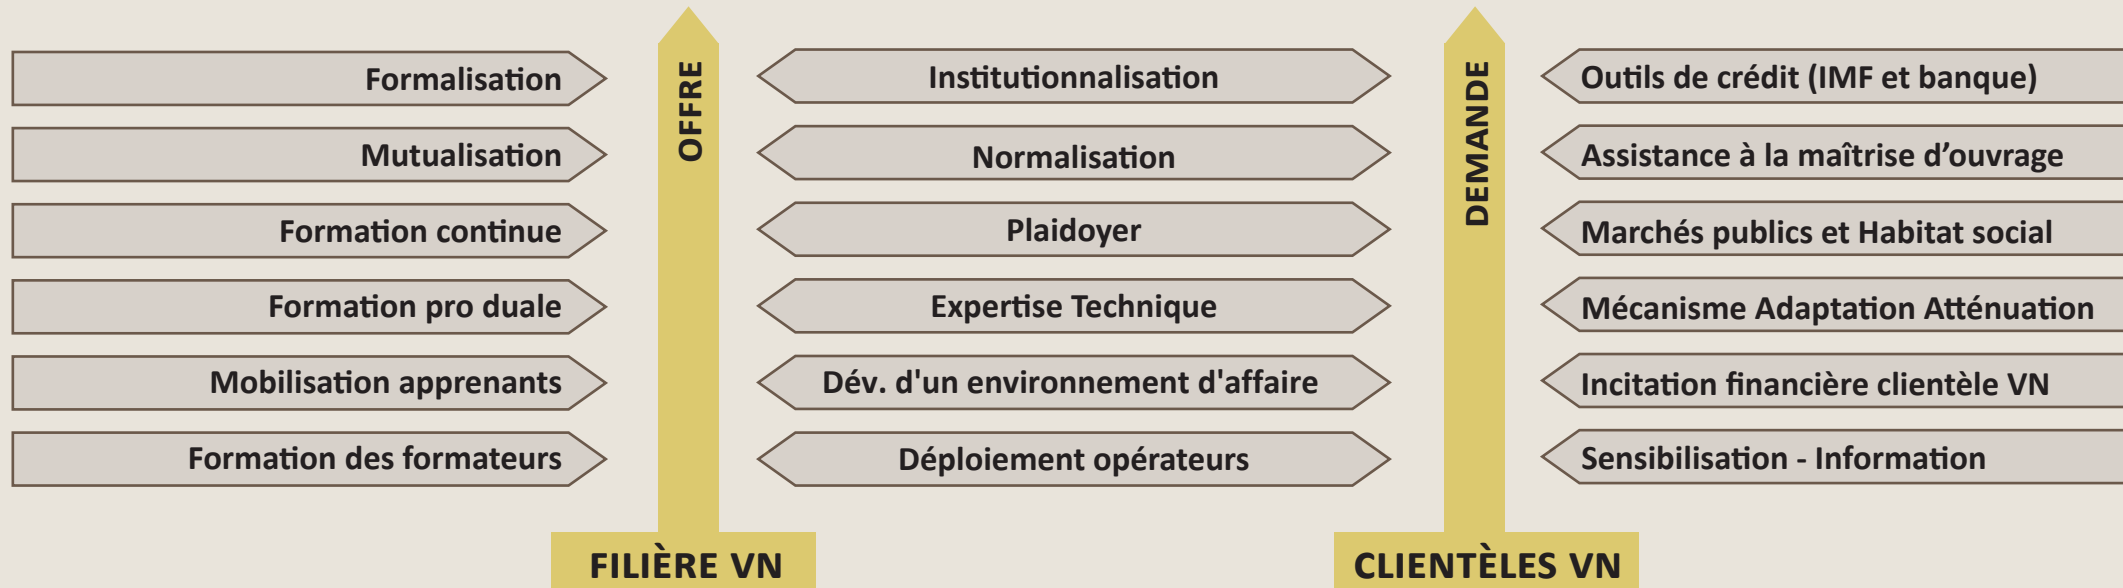 Formalisation
Mutualisation
Formation continue
Formation pro duale
Mobilisation apprenants
Formation des formateurs
OFFRE
FILIÈRE VN
Institutionnalisation
Normalisation
Plaidoyer
Expertise Technique
Dév. d'un environnement d'affaire
Déploiement opérateurs
DEMANDE
CLIENTÈLES VN
Outils de crédit (IMF et banque)
Assistance à la maîtrise d’ouvrage
Marchés publics et Habitat social
Mécanisme Adaptation Atténuation
Incitation financière clientèle VN
Sensibilisation - Information